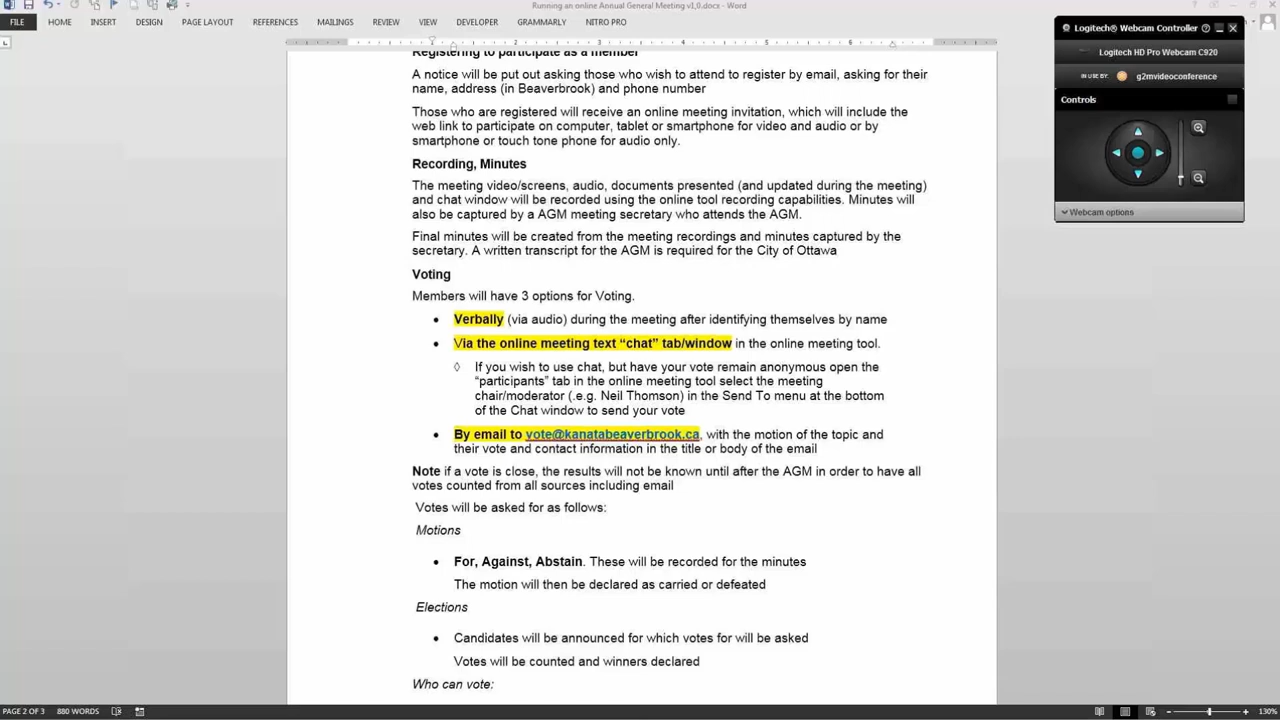 Running an online Annual General Meeting v1_0.docx - Word
FILE HOME INSERT DESIGN PAGE LAYOUT REFERENCES MAILINGS REVIEW VIEW DEVELOPER GRAMMARLY NITRO PRO
Logitech® Webcam Controller
Logitech HD Pro Webcam C920
IN USE BY: g2mvideoconference
Controls
Webcam options
1 2 3 4 5 6
Registering to participate as a member
A notice will be put out asking those who wish to attend to register by email, asking for their
name, address (in Beaverbrook) and phone number
Those who are registered will receive an online meeting invitation, which will include the
web link to participate on computer, tablet or smartphone for video and audio or by
smartphone or touch tone phone for audio only.
Recording, Minutes
The meeting video/screens, audio, documents presented (and updated during the meeting)
and chat window will be recorded using the online tool recording capabilities. Minutes will
also be captured by a AGM meeting secretary who attends the AGM.
Final minutes will be created from the meeting recordings and minutes captured by the
secretary. A written transcript for the AGM is required for the City of Ottawa
Voting
Members will have 3 options for Voting.
• Verbally (via audio) during the meeting after identifying themselves by name
• Via the online meeting text “chat” tab/window in the online meeting tool.
◊ If you wish to use chat, but have your vote remain anonymous open the
“participants” tab in the online meeting tool select the meeting
chair/moderator (.e.g. Neil Thomson) in the Send To menu at the bottom
of the Chat window to send your vote
• By email to vote@kanatabeaverbrook.ca, with the motion of the topic and
their vote and contact information in the title or body of the email
Note if a vote is close, the results will not be known until after the AGM in order to have all
votes counted from all sources including email
Votes will be asked for as follows:
Motions
• For, Against, Abstain. These will be recorded for the minutes
The motion will then be declared as carried or defeated
Elections
• Candidates will be announced for which votes for will be asked
Votes will be counted and winners declared
Who can vote:
PAGE 2 OF 3 880 WORDS 130%